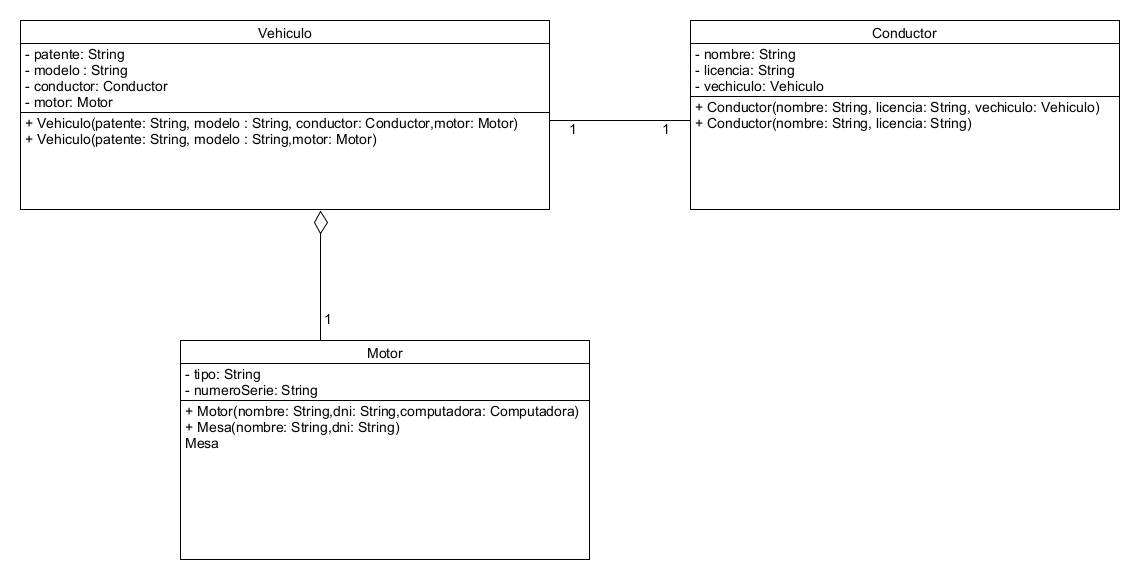 Vehiculo
- patente: String
- modelo : String
- conductor: Conductor
- motor: Motor
+ Vehiculo(patente: String, modelo : String, conductor: Conductor,motor: Motor)
+ Vehiculo(patente: String, modelo : String,motor: Motor)
1
1
Conductor
- nombre: String
- licencia: String
- vechiculo: Vehiculo
+ Conductor(nombre: String, licencia: String, vechiculo: Vehiculo)
+ Conductor(nombre: String, licencia: String)
1
Motor
- tipo: String
- numeroSerie: String
+ Motor(nombre: String,dni: String,computadora: Computadora)
+ Mesa(nombre: String,dni: String)
Mesa